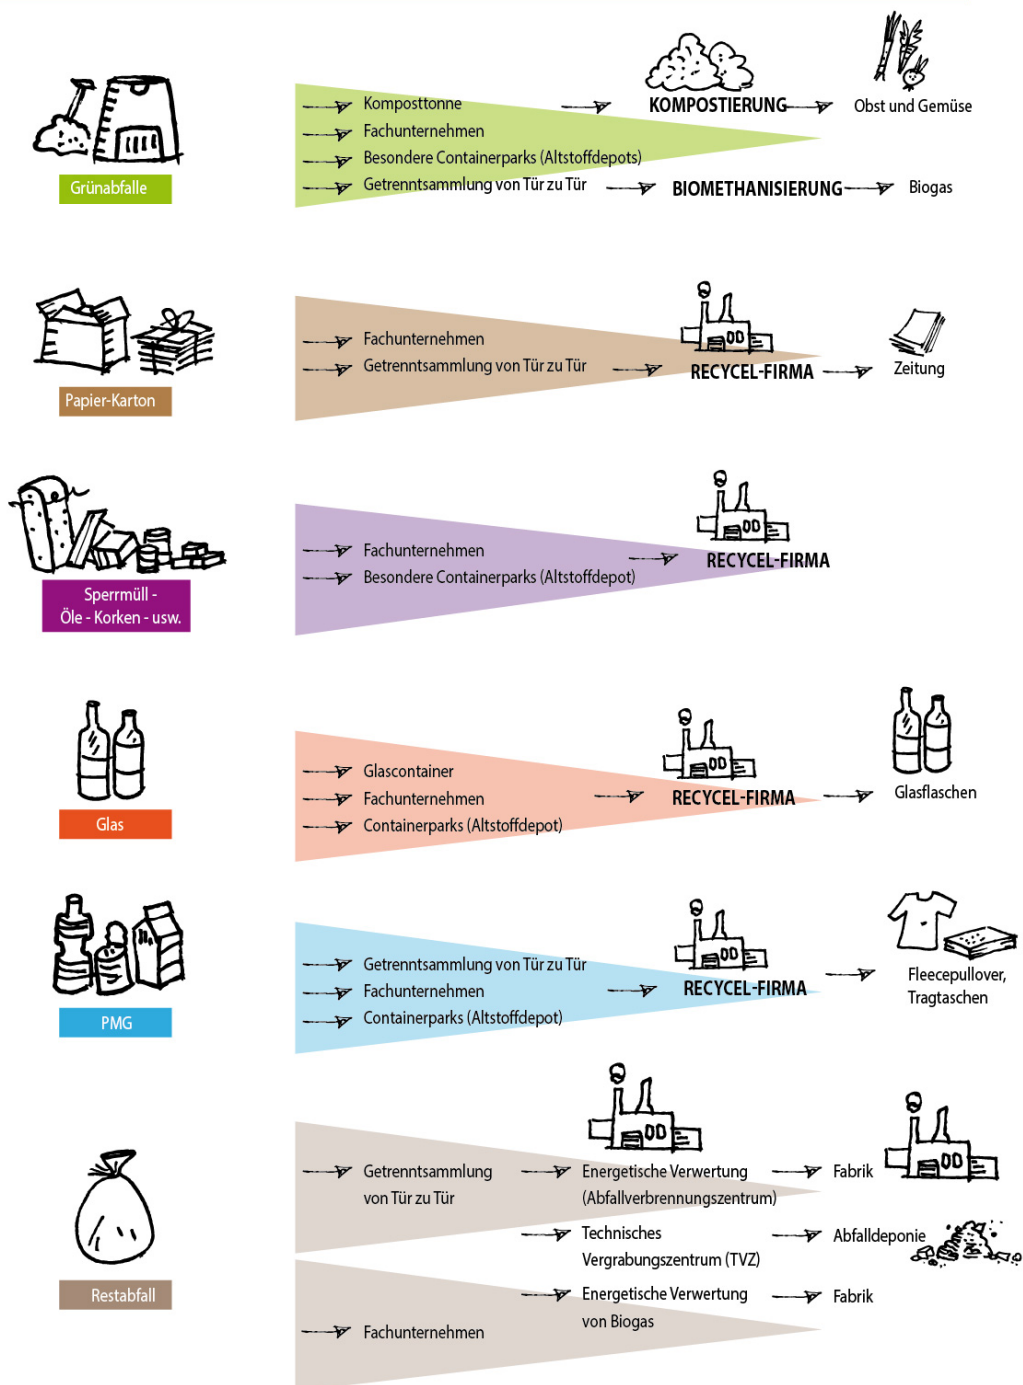 Grünabfalle
Komposttonne
KOMPOSTIERUNG
Obst und Gemüse
Fachunternehmen
Besondere Containerparks (Altstoffdepots)
Getrenntsammlung von Tür zu Tür
BIOMETHANISIERUNG
Biogas
Papier-Karton
Fachunternehmen
Getrenntsammlung von Tür zu Tür
RECYCEL-FIRMA
Zeitung
Sperrmüll -
Öle - Korken - usw.
Fachunternehmen
Besondere Containerparks (Altstoffdepot)
RECYCEL-FIRMA
Glas
Glascontainer
Fachunternehmen
Containerparks (Altstoffdepot)
RECYCEL-FIRMA
Glasflaschen
PMG
Getrenntsammlung von Tür zu Tür
Fachunternehmen
Containerparks (Altstoffdepot)
RECYCEL-FIRMA
Fleecepullover,
Tragtaschen
Restabfall
Getrenntsammlung
von Tür zu Tür
Energetische Verwertung
(Abfallverbrennungszentrum)
Fabrik
Technisches
Vergrabungszentrum (TVZ)
Abfalldeponie
Fachunternehmen
Energetische Verwertung
von Biogas
Fabrik